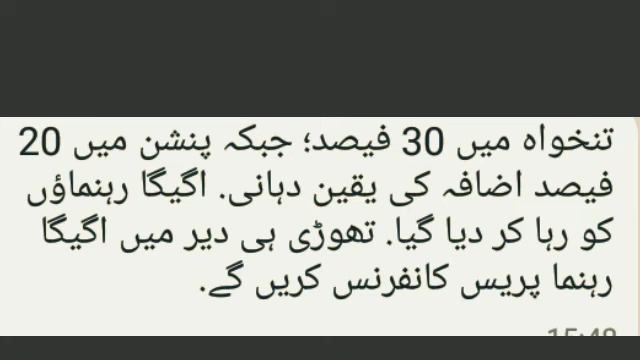 تنخواہ میں 30 فیصد؛ جبکہ پنشن میں 20
فیصد اضافہ کی یقین دہانی. اگیگا رہنماؤں
کو رہا کر دیا گیا. تھوڑی ہی دیر میں اگیگا
رہنما پریس کانفرنس کریں گے.